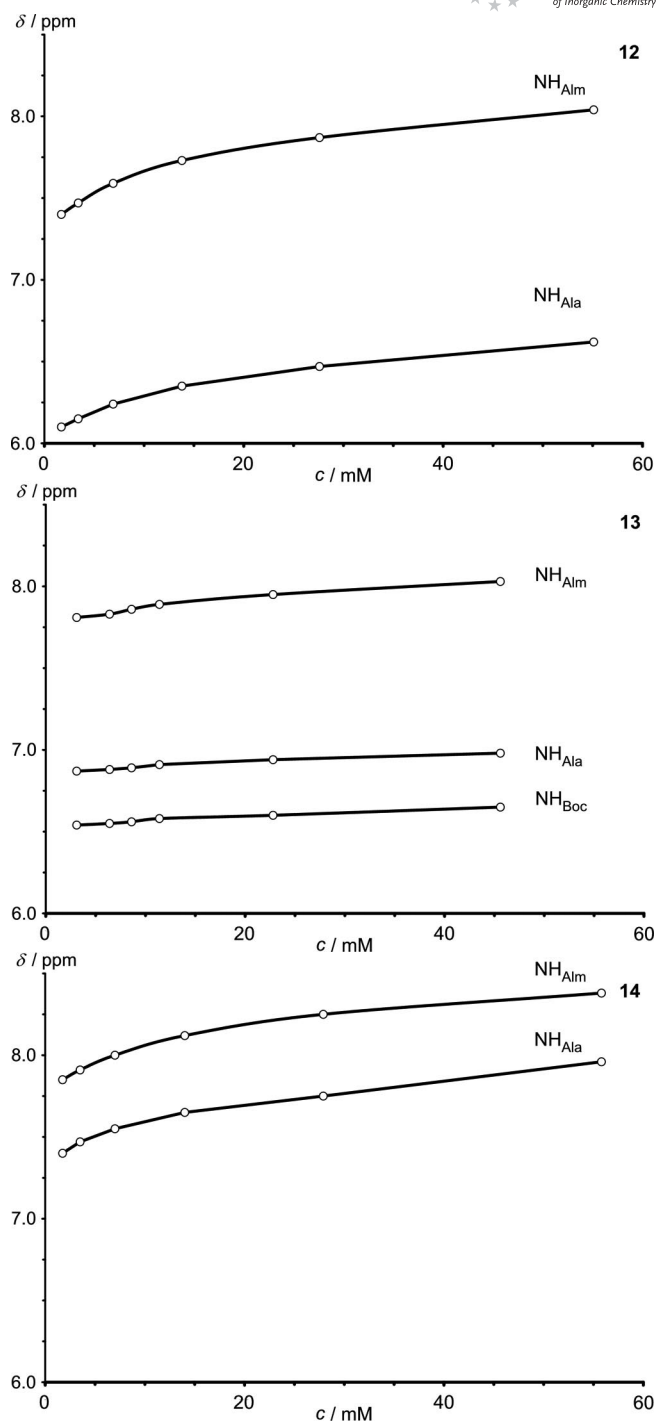 of Inorganic Chemistry
δ / ppm
12
NHAlm
8.0
7.0
NHAla
6.0
0 20 40 60
c / mM
δ / ppm
13
8.0
NHAlm
7.0
NHAla
NHBoc
6.0
0 20 40 60
c / mM
δ / ppm
NHAlm
14
8.0
NHAla
7.0
6.0
0 20 40 60
c / mM